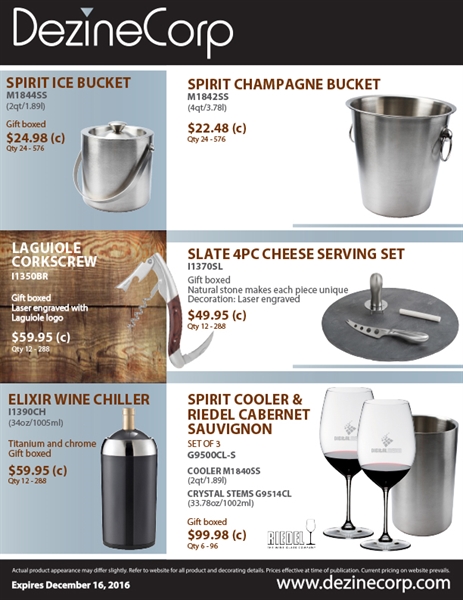 DezineCorp
SPIRIT ICE BUCKET
M1844SS
(2qt/1.89l)
Gift boxed
$24.98 (c)
Qty 24 - 576
SPIRIT CHAMPAGNE BUCKET
M1842SS
(4qt/3.78l)
$22.48 (c)
Qty 24 - 576
LAGUIOLE
CORKSCREW
I1350BR
Gift boxed
Laser engraved with
Laguiole logo
$59.95 (c)
Qty 12 - 288
SLATE 4PC CHEESE SERVING SET
I1370SL
Gift boxed
Natural stone makes each piece unique
Decoration: Laser engraved
$49.95 (c)
Qty 12 - 288
ELIXIR WINE CHILLER
I1390CH
(34oz/1005ml)
Titanium and chrome
Gift boxed
$59.95 (c)
Qty 12 - 288
SPIRIT COOLER &
RIEDEL CABERNET
SAUVIGNON
SET OF 3
G9500CL-S
COOLER M1840SS
(2qt/1.89l)
CRYSTAL STEMS G9514CL
(33.78oz/1002ml)
Gift boxed
$99.98 (c)
Qty 6 - 96
RIEDEL
THE WINE GLASS COMPANY
Actual product appearance may differ slightly. Refer to website for all product and decorating details. Prices effective at time of publication. Current pricing on website prevails.
Expires December 16, 2016
www.dezinecorp.com